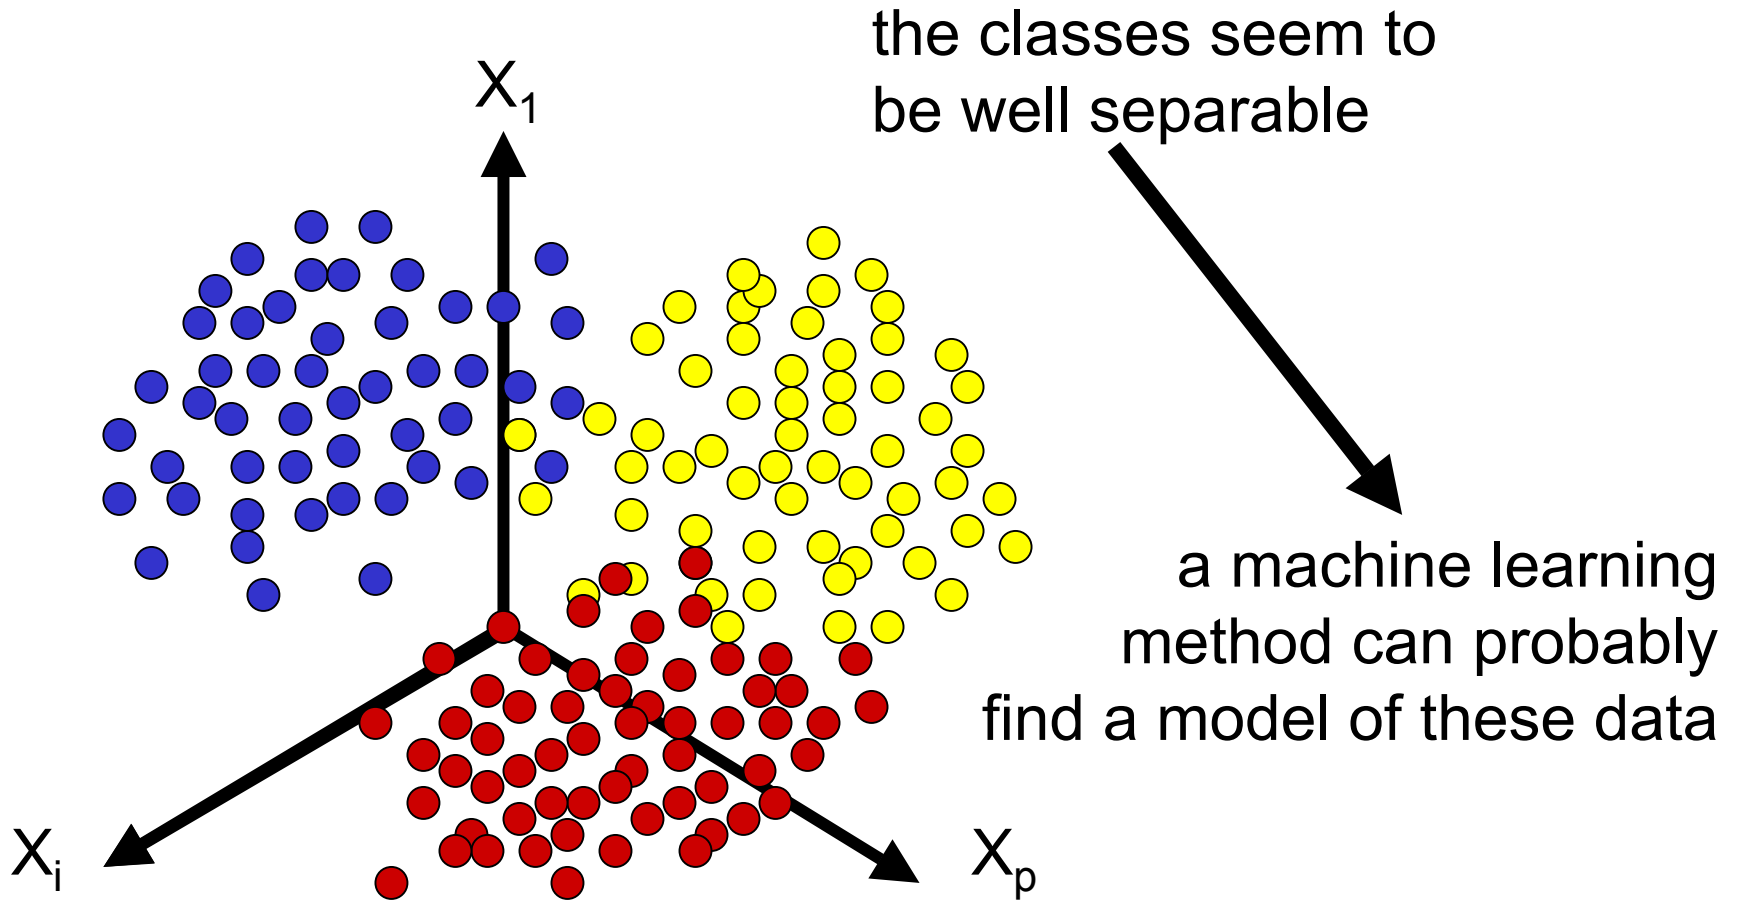 the classes seem to
be well separable
X₁
a machine learning
method can probably
find a model of these data
Xᵢ
Xₚ